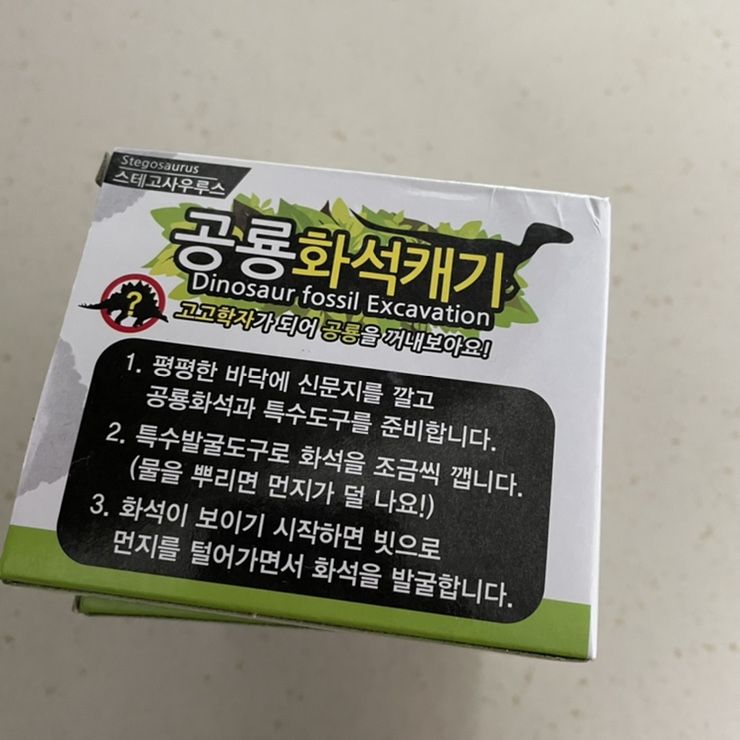 Stegosaurus
스테고사우루스
공룡화석캐기
Dinosaur fossil Excavation
?
고고학자가 되어 공룡을 꺼내보아요!
1. 평평한 바닥에 신문지를 깔고
공룡화석과 특수도구를 준비합니다.
2. 특수발굴도구로 화석을 조금씩 깹니다.
(물을 뿌리면 먼지가 덜 나요!)
3. 화석이 보이기 시작하면 빗으로
먼지를 털어가면서 화석을 발굴합니다.